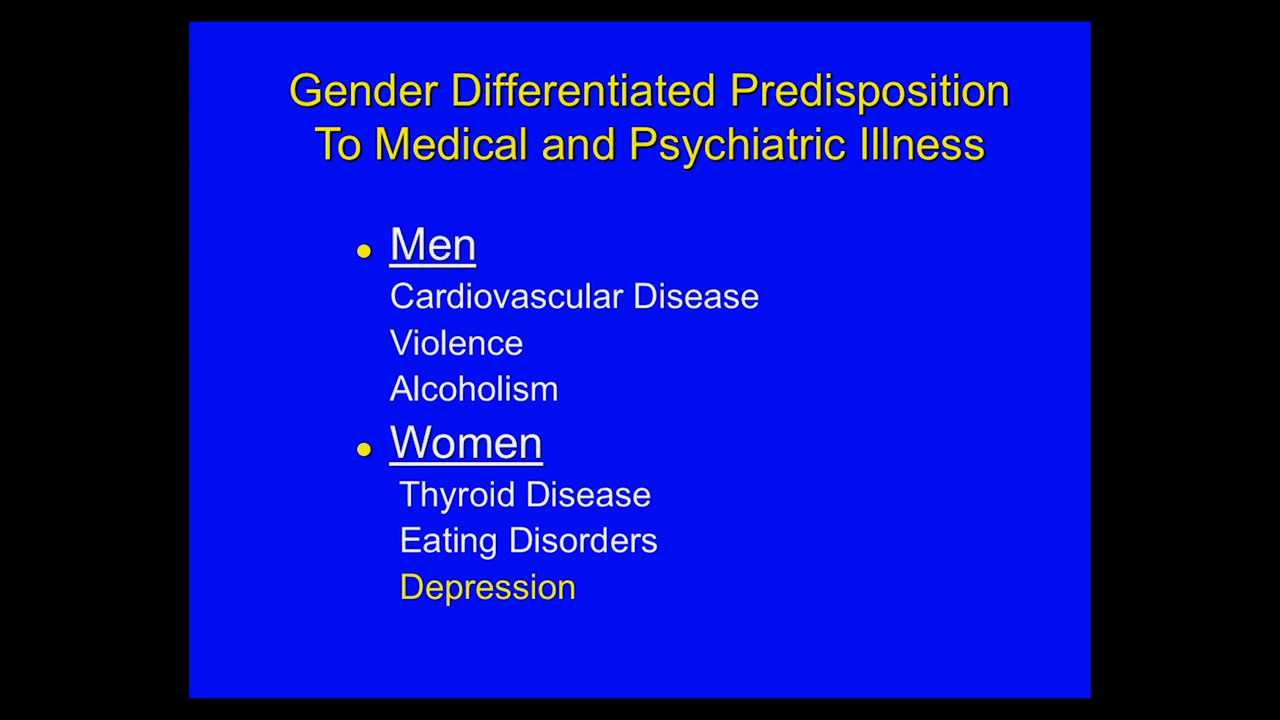 Gender Differentiated Predisposition
To Medical and Psychiatric Illness
• Men
Cardiovascular Disease
Violence
Alcoholism
• Women
Thyroid Disease
Eating Disorders
Depression